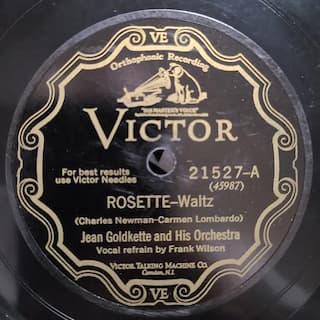 VE
Orthophonic Recording
"HIS MASTER'S VOICE"
VICTOR
For best results
use Victor Needles
21527-A
(45987)
ROSETTE-Waltz
(Charles Newman-Carmen Lombardo)
Jean Goldkette and His Orchestra
Vocal refrain by Frank Wilson
VICTOR TALKING MACHINE CO.
Camden, N.J.
VE